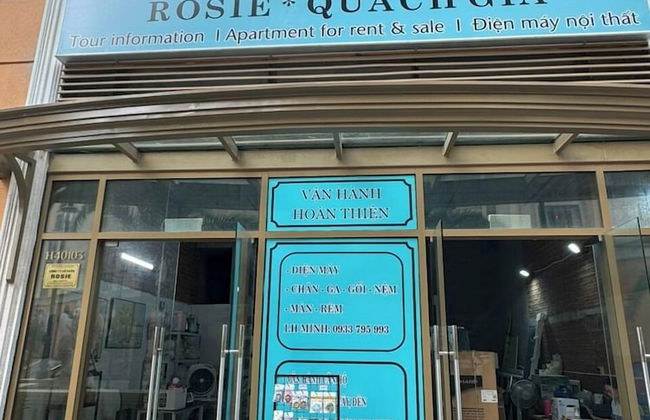 ROSIE * QUACH GIA
Tour information I Apartment for rent & sale I Điện máy nội thất
VẬN HÀNH
HOÀN THIỆN
- ĐIỆN MÁY
- CHĂN - GA - GỐI - NỆM
- MÀN - RÈM
LH MINH: 0933 795 993
H40103
ROSIE